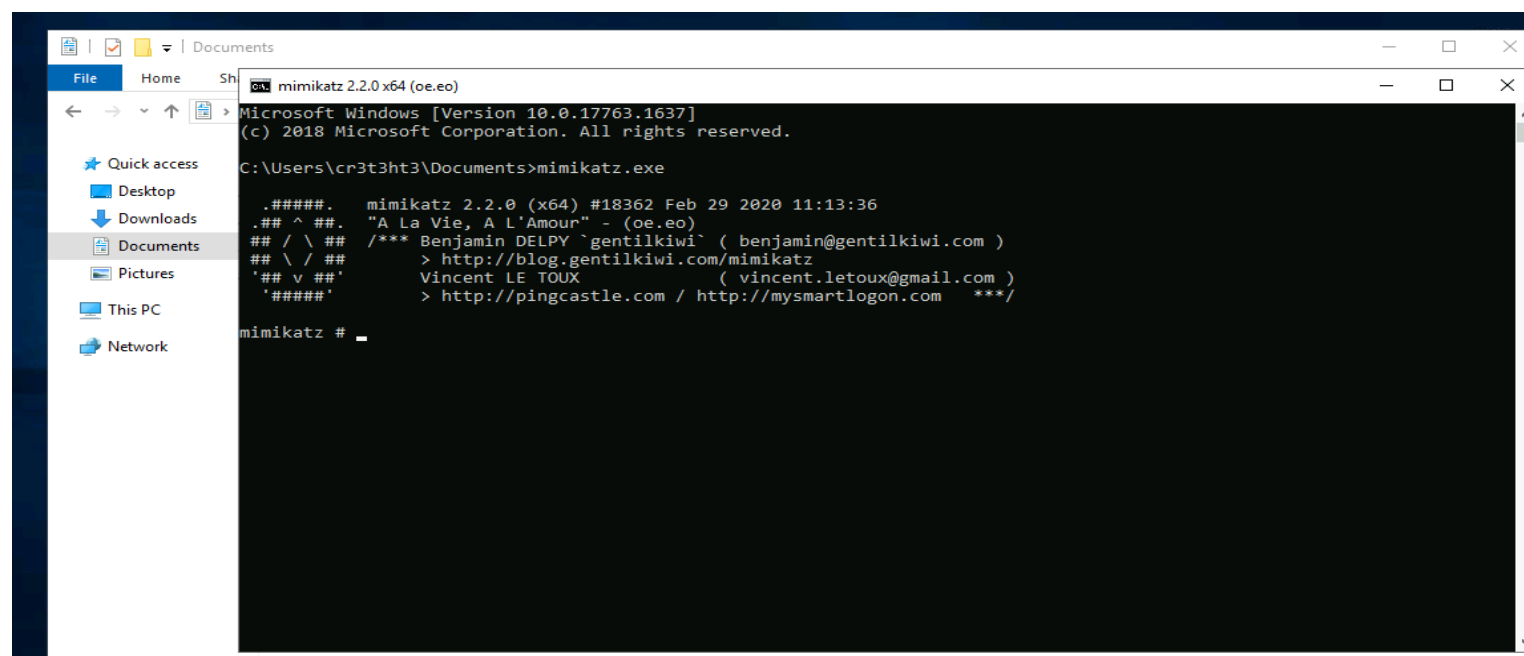 Documents
File Home Sh
mimikatz 2.2.0 x64 (oe.eo)
Microsoft Windows [Version 10.0.17763.1637]
(c) 2018 Microsoft Corporation. All rights reserved.
C:\Users\cr3t3ht3\Documents>mimikatz.exe
  .#####.   mimikatz 2.2.0 (x64) #18362 Feb 29 2020 11:13:36
 .## ^ ##.  "A La Vie, A L'Amour" - (oe.eo)
 ## / \ ##  /*** Benjamin DELPY `gentilkiwi` ( benjamin@gentilkiwi.com )
 ## \ / ##       > http://blog.gentilkiwi.com/mimikatz
 '## v ##'       Vincent LE TOUX             ( vincent.letoux@gmail.com )
  '#####'        > http://pingcastle.com / http://mysmartlogon.com   ***/
mimikatz #
Quick access
Desktop
Downloads
Documents
Pictures
This PC
Network